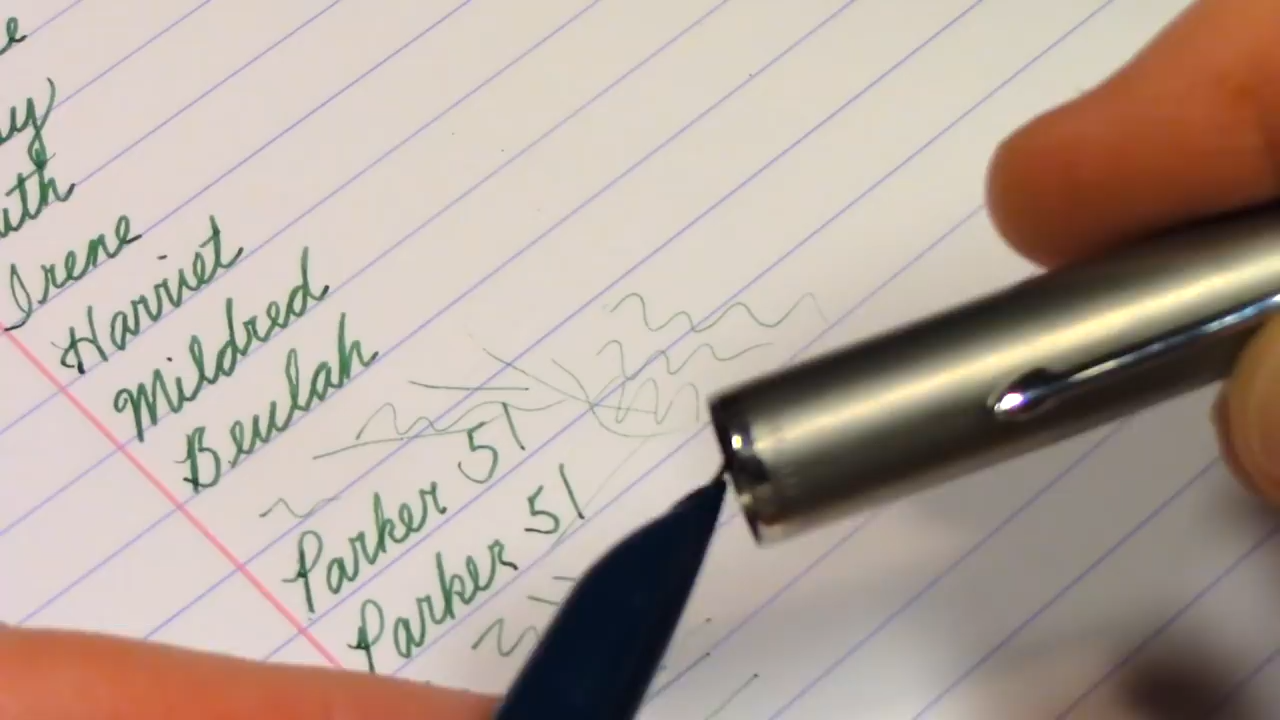 Irene
Harriet
Mildred
Beulah
Parker 51
Parker 51